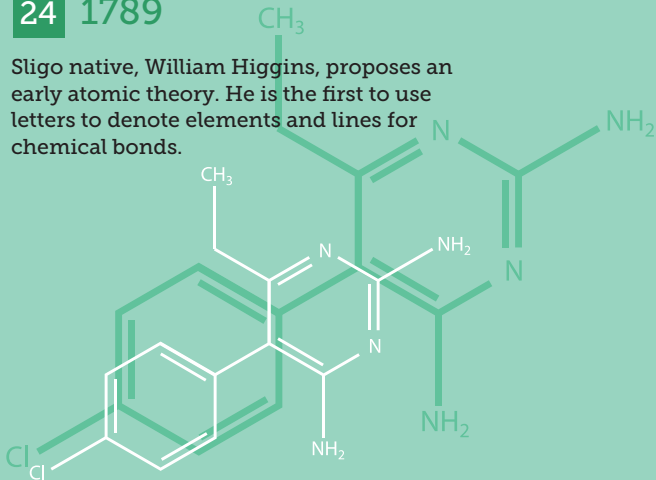 24 1789
Sligo native, William Higgins, proposes an
early atomic theory. He is the first to use
letters to denote elements and lines for
chemical bonds.
CH₃
N
NH₂
N
NH₂
Cl
CH₃
N
NH₂
N
NH₂
Cl